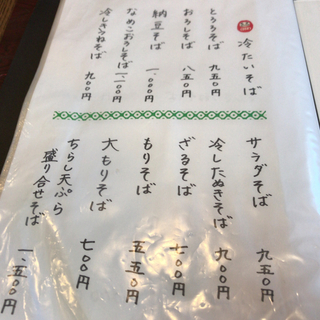 冷たいそば
とろろそば 九五〇円
おろしそば 八五〇円
納豆そば 一、〇〇〇円
なめこおろしそば 一、一〇〇円
冷しきつねそば 九〇〇円
サラダそば 九五〇円
冷したぬきそば 九〇〇円
ざるそば 七〇〇円
もりそば 五五〇円
大もりそば 七〇〇円
ちらし天ぷら
盛り合せそば 一、五〇〇円